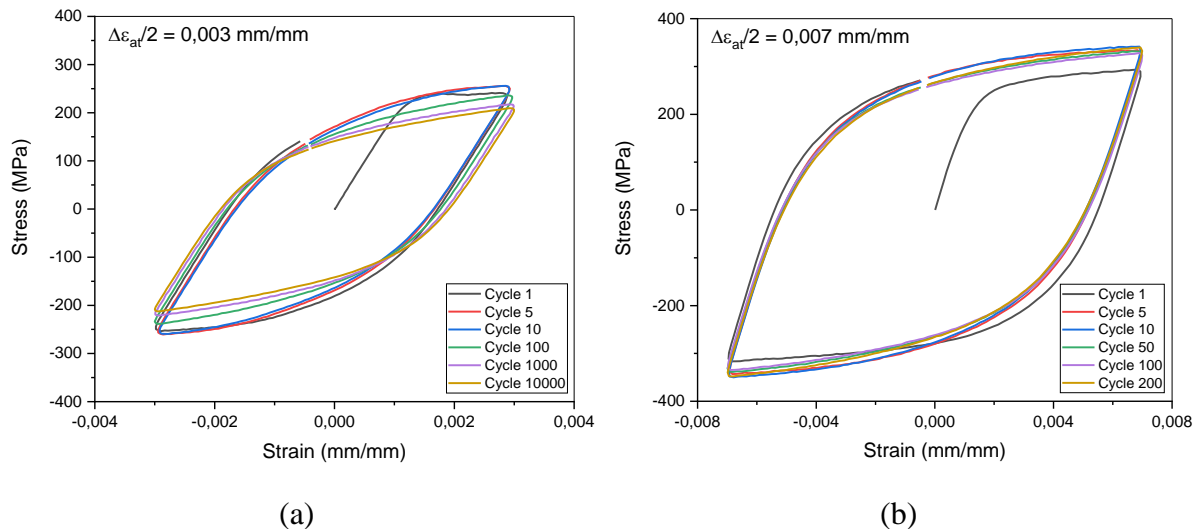 Δε_at/2 = 0,003 mm/mm
400
300
200
100
0
-100
-200
-300
-400
Stress (MPa)
-0,004
-0,002
0,000
0,002
0,004
Strain (mm/mm)
Cycle 1
Cycle 5
Cycle 10
Cycle 100
Cycle 1000
Cycle 10000
(a)
Δε_at/2 = 0,007 mm/mm
400
200
0
-200
-400
Stress (MPa)
-0,008
-0,004
0,000
0,004
0,008
Strain (mm/mm)
Cycle 1
Cycle 5
Cycle 10
Cycle 50
Cycle 100
Cycle 200
(b)